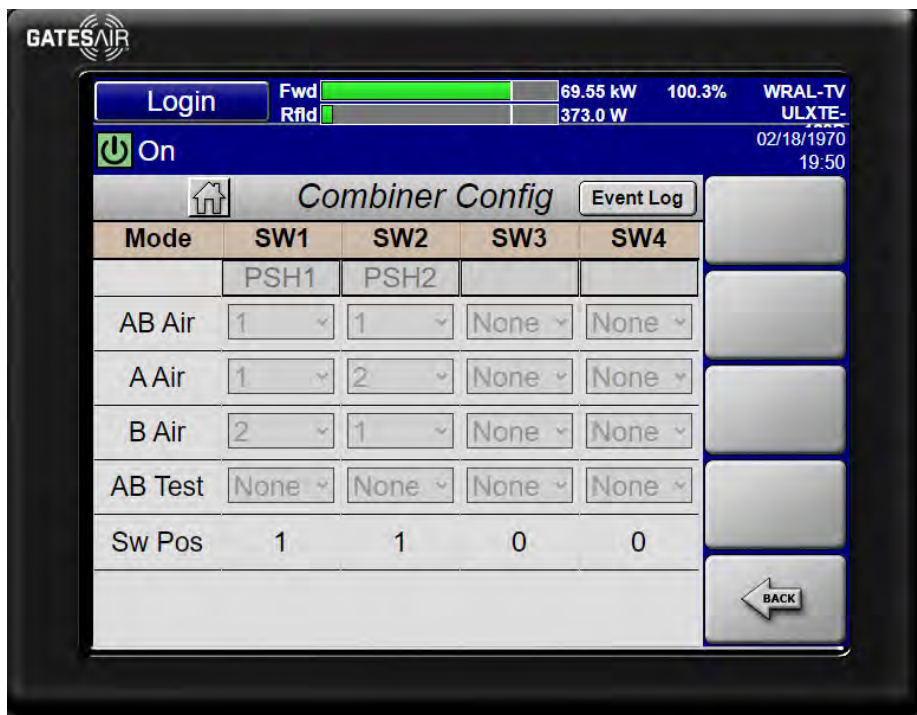 GATESAIR
Login Fwd 69.55 kW 100.3% WRAL-TV
Rfld 373.0 W ULXTE-
On 02/18/1970
19:50
Combiner Config Event Log
Mode SW1 SW2 SW3 SW4
PSH1 PSH2
AB Air 1 1 None None
A Air 1 2 None None
B Air 2 1 None None
AB Test None None None None
Sw Pos 1 1 0 0
BACK